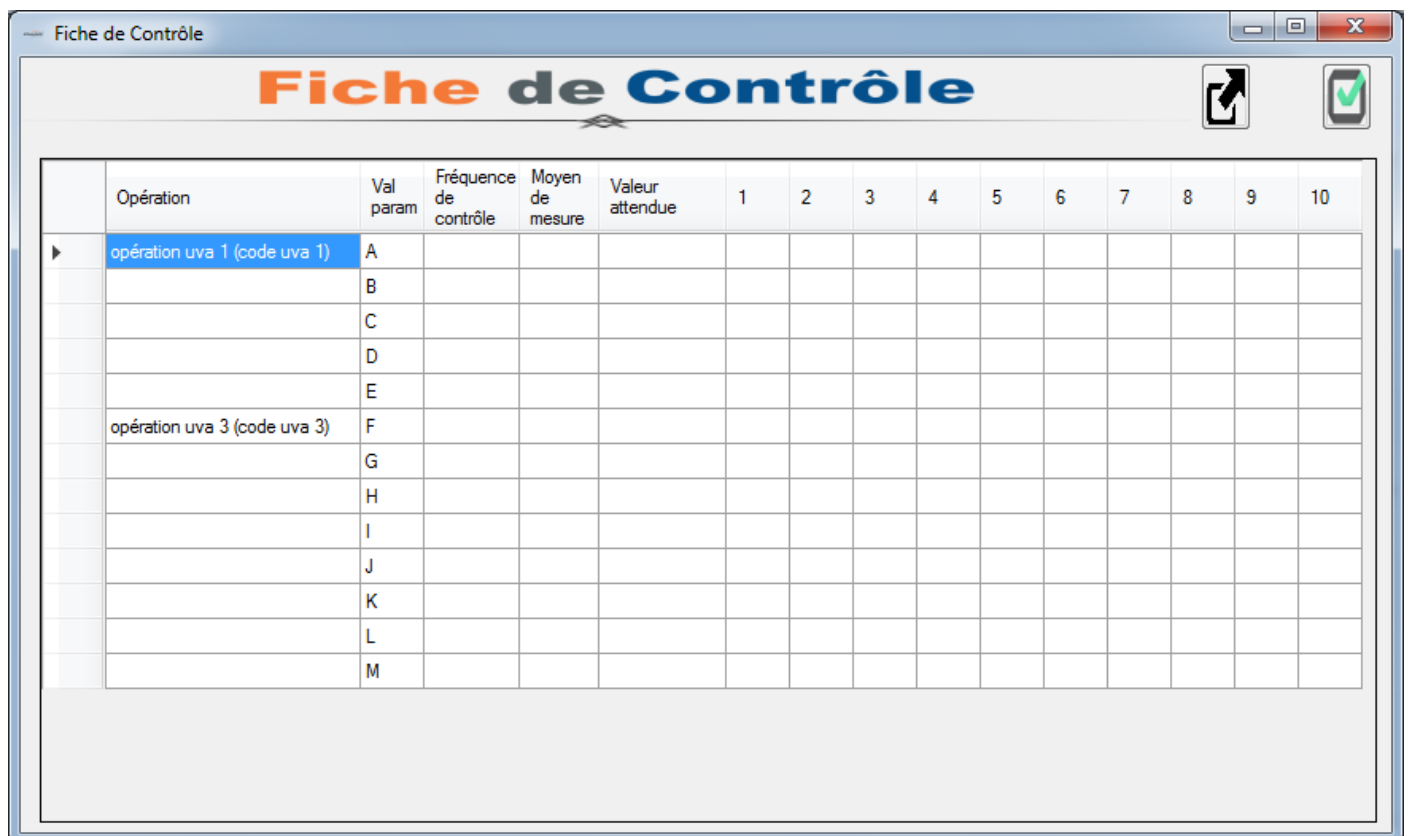 Fiche de Contrôle
Fiche de Contrôle
Opération Val param Fréquence de contrôle Moyen de mesure Valeur attendue 1 2 3 4 5 6 7 8 9 10
opération uva 1 (code uva 1) A
B
C
D
E
opération uva 3 (code uva 3) F
G
H
I
J
K
L
M